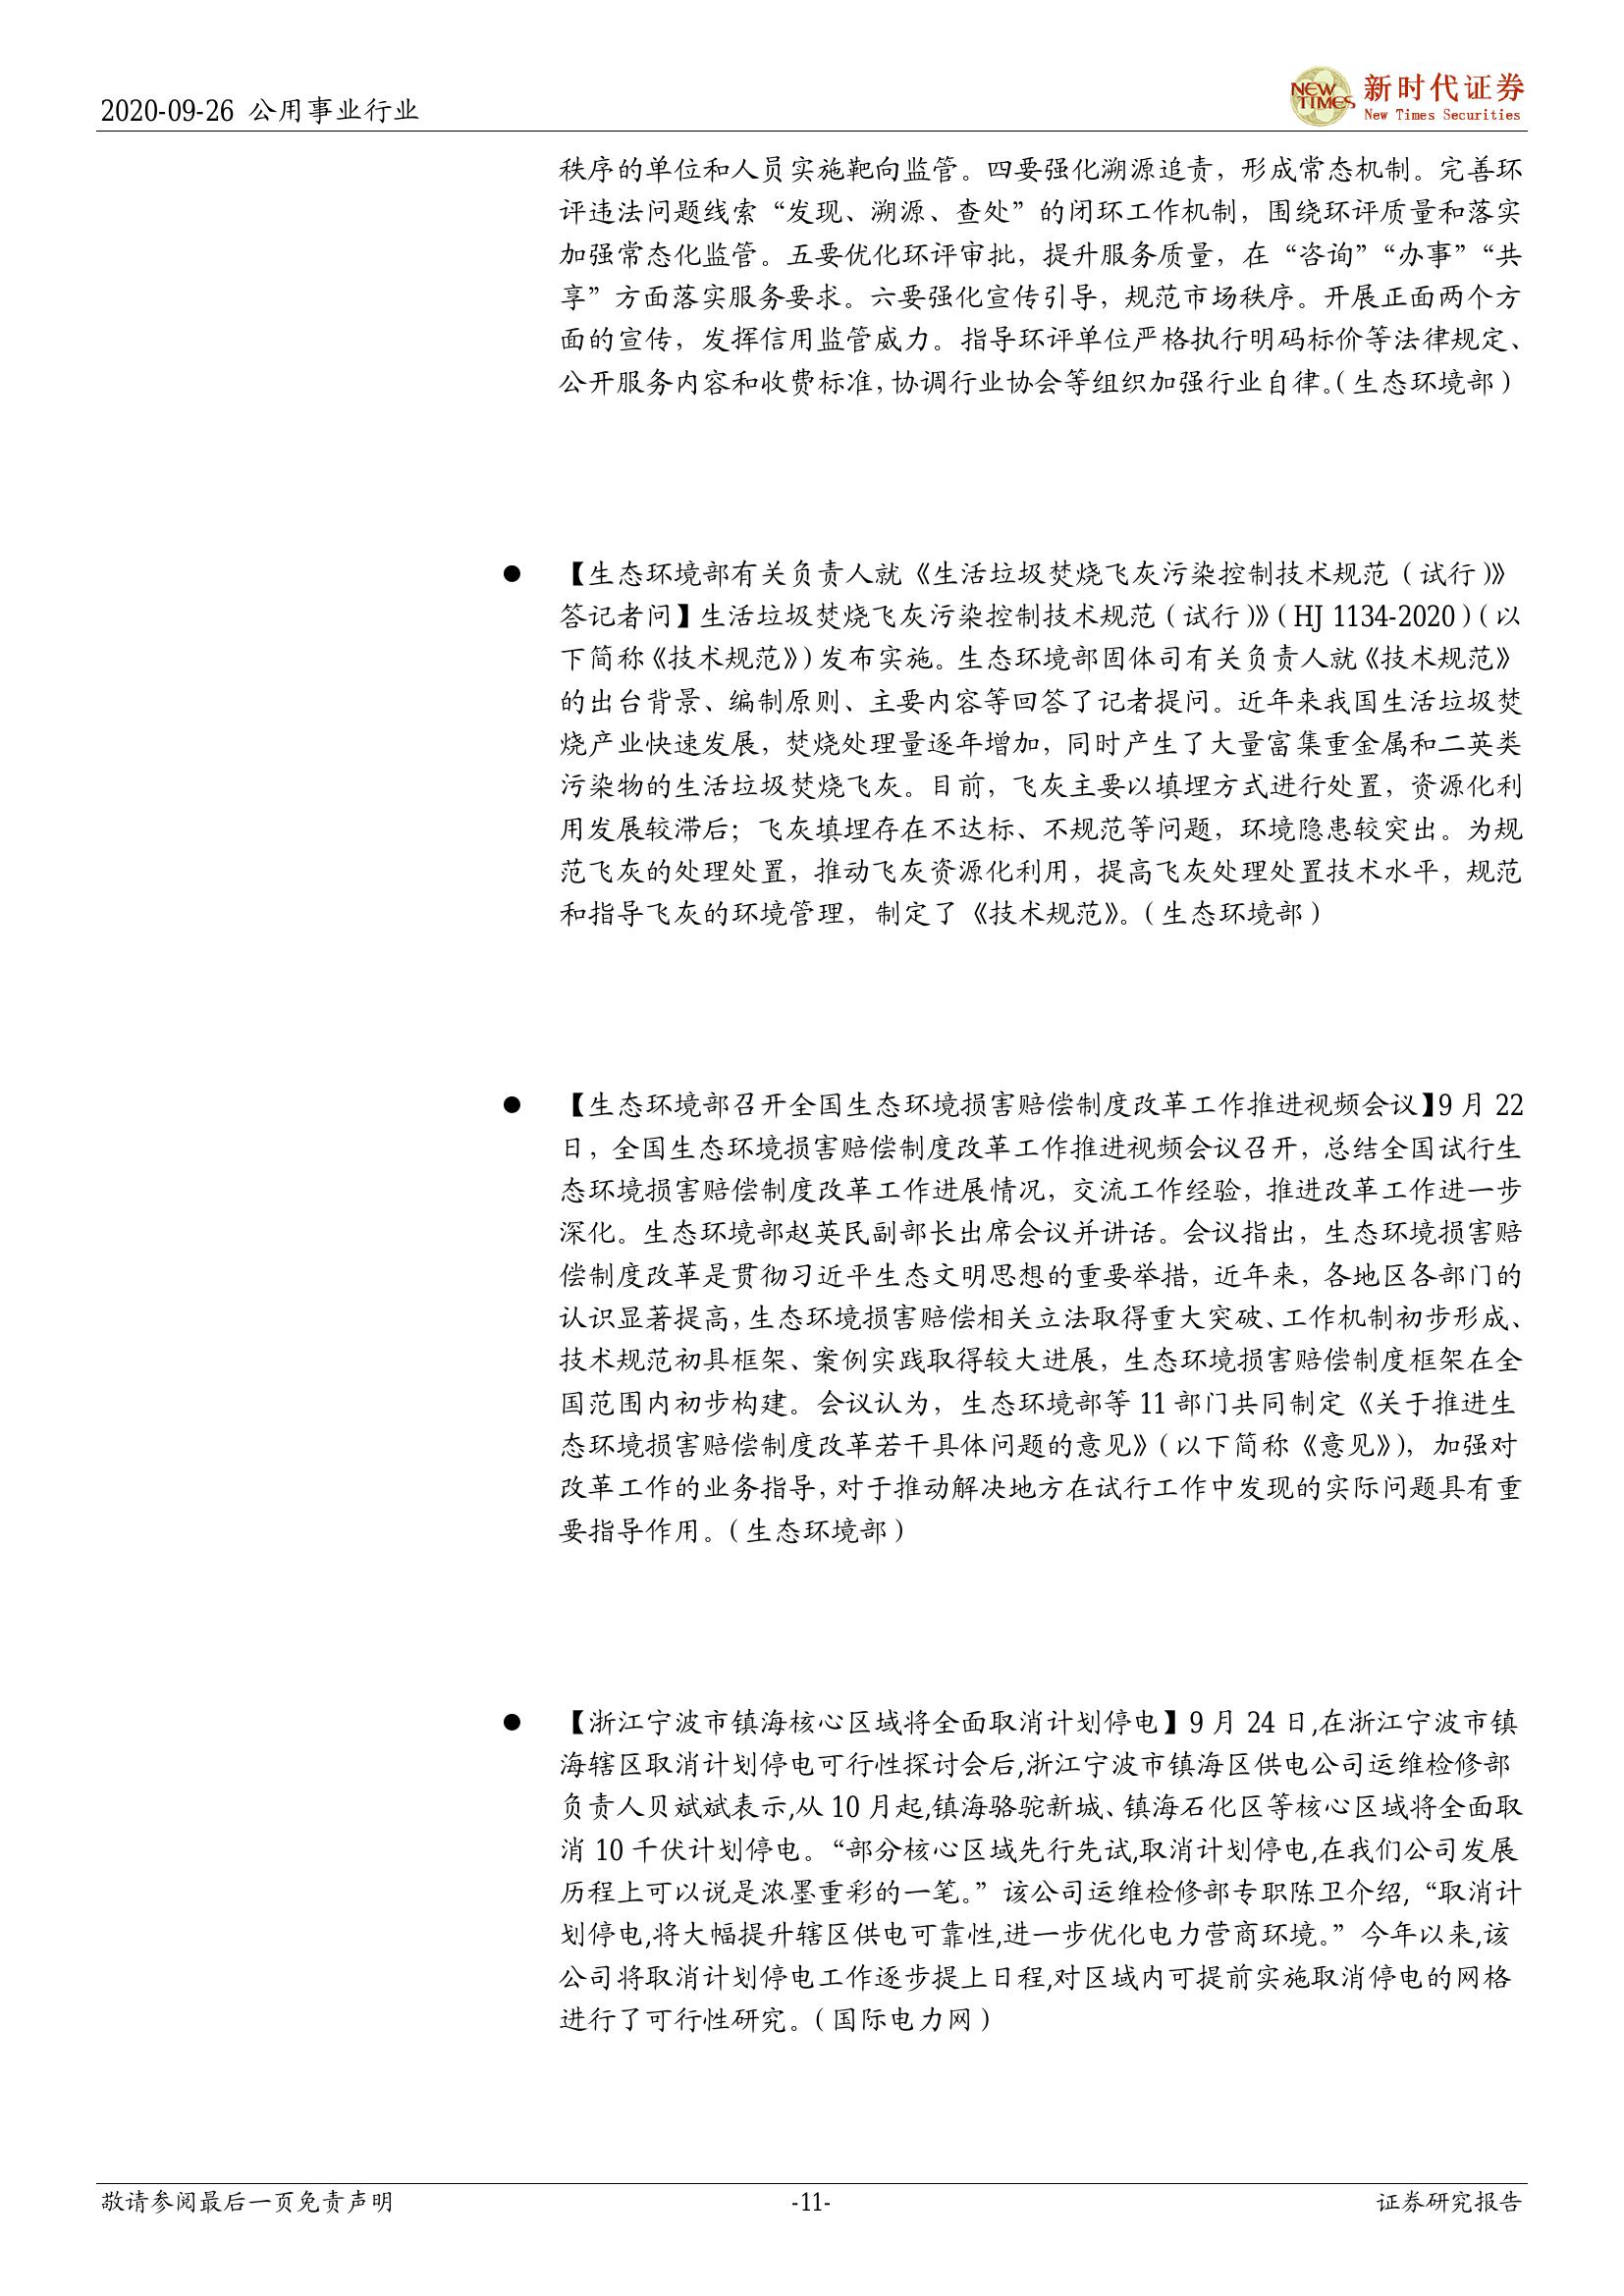 2020-09-26 公用事业行业
NEW TIMES 新时代证券
New Times Securities
秩序的单位和人员实施靶向监管。四要强化溯源追责，形成常态机制。完善环
评违法问题线索“发现、溯源、查处”的闭环工作机制，围绕环评质量和落实
加强常态化监管。五要优化环评审批，提升服务质量，在“咨询”“办事”“共
享”方面落实服务要求。六要强化宣传引导，规范市场秩序。开展正面两个方
面的宣传，发挥信用监管威力。指导环评单位严格执行明码标价等法律规定、
公开服务内容和收费标准，协调行业协会等组织加强行业自律。（生态环境部）
● 【生态环境部有关负责人就《生活垃圾焚烧飞灰污染控制技术规范（试行）》
答记者问】生活垃圾焚烧飞灰污染控制技术规范（试行）》（HJ 1134-2020）（以
下简称《技术规范》）发布实施。生态环境部固体司有关负责人就《技术规范》
的出台背景、编制原则、主要内容等回答了记者提问。近年来我国生活垃圾焚
烧产业快速发展，焚烧处理量逐年增加，同时产生了大量富集重金属和二英类
污染物的生活垃圾焚烧飞灰。目前，飞灰主要以填埋方式进行处置，资源化利
用发展较滞后；飞灰填埋存在不达标、不规范等问题，环境隐患较突出。为规
范飞灰的处理处置，推动飞灰资源化利用，提高飞灰处理处置技术水平，规范
和指导飞灰的环境管理，制定了《技术规范》。（生态环境部）
● 【生态环境部召开全国生态环境损害赔偿制度改革工作推进视频会议】9 月 22
日，全国生态环境损害赔偿制度改革工作推进视频会议召开，总结全国试行生
态环境损害赔偿制度改革工作进展情况，交流工作经验，推进改革工作进一步
深化。生态环境部赵英民副部长出席会议并讲话。会议指出，生态环境损害赔
偿制度改革是贯彻习近平生态文明思想的重要举措，近年来，各地区各部门的
认识显著提高，生态环境损害赔偿相关立法取得重大突破、工作机制初步形成、
技术规范初具框架、案例实践取得较大进展，生态环境损害赔偿制度框架在全
国范围内初步构建。会议认为，生态环境部等 11 部门共同制定《关于推进生
态环境损害赔偿制度改革若干具体问题的意见》（以下简称《意见》），加强对
改革工作的业务指导，对于推动解决地方在试行工作中发现的实际问题具有重
要指导作用。（生态环境部）
● 【浙江宁波市镇海核心区域将全面取消计划停电】9 月 24 日,在浙江宁波市镇
海辖区取消计划停电可行性探讨会后,浙江宁波市镇海区供电公司运维检修部
负责人贝斌斌表示,从 10 月起,镇海骆驼新城、镇海石化区等核心区域将全面取
消 10 千伏计划停电。“部分核心区域先行先试,取消计划停电,在我们公司发展
历程上可以说是浓墨重彩的一笔。”该公司运维检修部专职陈卫介绍，“取消计
划停电,将大幅提升辖区供电可靠性,进一步优化电力营商环境。”今年以来,该
公司将取消计划停电工作逐步提上日程,对区域内可提前实施取消停电的网格
进行了可行性研究。（国际电力网）
敬请参阅最后一页免责声明 -11- 证券研究报告